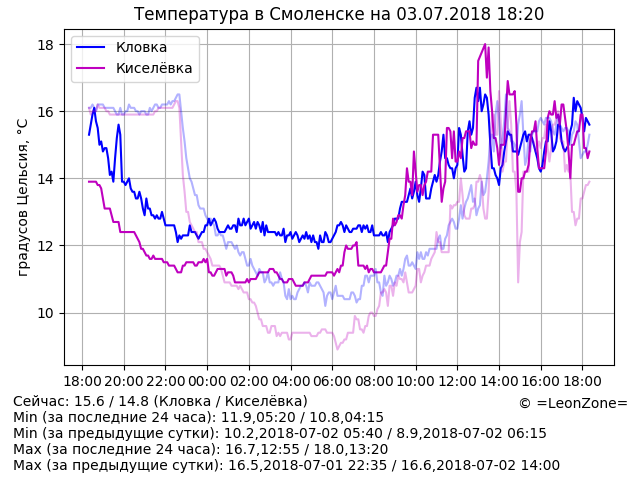 Температура в Смоленске на 03.07.2018 18:20
Кловка
Киселёвка
градусов Цельсия, °C
18
16
14
12
10
18:00 20:00 22:00 00:00 02:00 04:00 06:00 08:00 10:00 12:00 14:00 16:00 18:00
Сейчас: 15.6 / 14.8 (Кловка / Киселёвка)
© =LeonZone=
Min (за последние 24 часа): 11.9,05:20 / 10.8,04:15
Min (за предыдущие сутки): 10.2,2018-07-02 05:40 / 8.9,2018-07-02 06:15
Max (за последние 24 часа): 16.7,12:55 / 18.0,13:20
Max (за предыдущие сутки): 16.5,2018-07-01 22:35 / 16.6,2018-07-02 14:00